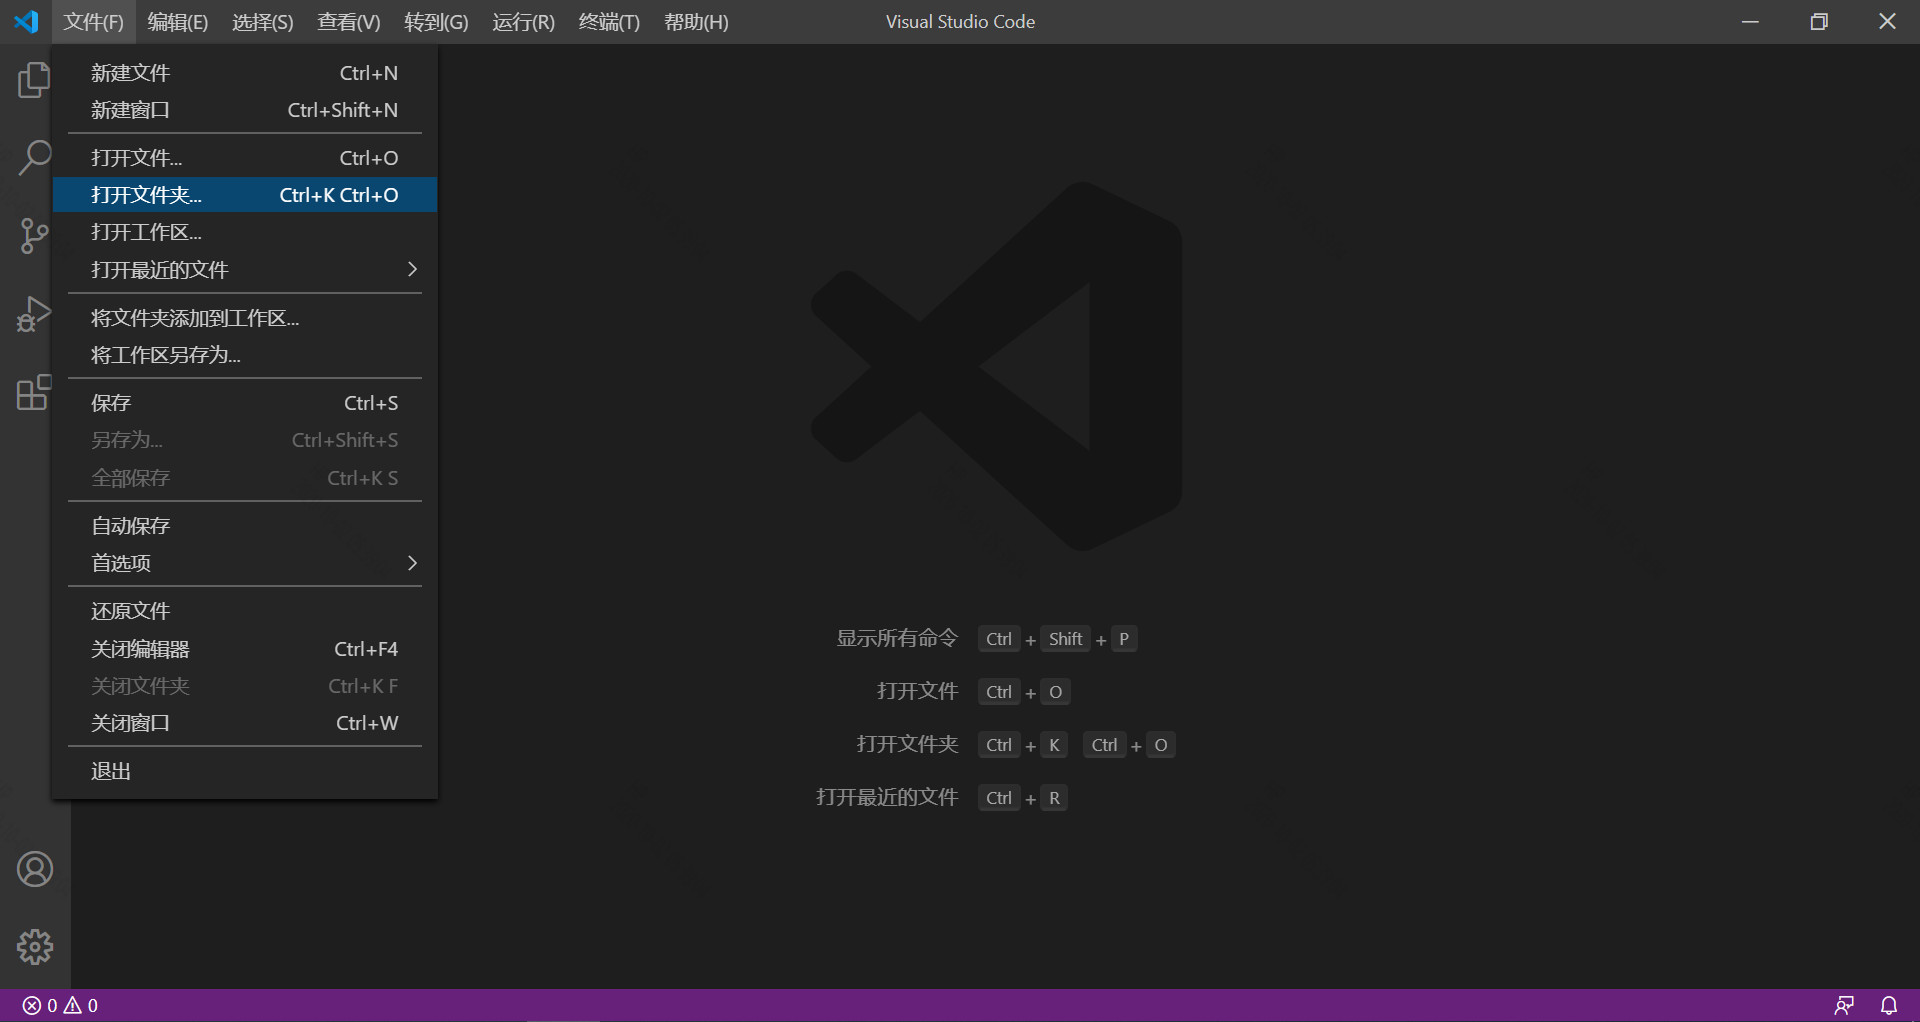 文件(F) 编辑(E) 选择(S) 查看(V) 转到(G) 运行(R) 终端(T) 帮助(H) Visual Studio Code
新建文件 Ctrl+N
新建窗口 Ctrl+Shift+N
打开文件... Ctrl+O
打开文件夹... Ctrl+K Ctrl+O
打开工作区...
打开最近的文件
将文件夹添加到工作区...
将工作区另存为...
保存 Ctrl+S
另存为... Ctrl+Shift+S
全部保存 Ctrl+K S
自动保存
首选项
还原文件
关闭编辑器 Ctrl+F4
关闭文件夹 Ctrl+K F
关闭窗口 Ctrl+W
退出
显示所有命令 Ctrl + Shift + P
打开文件 Ctrl + O
打开文件夹 Ctrl + K Ctrl + O
打开最近的文件 Ctrl + R
0 0